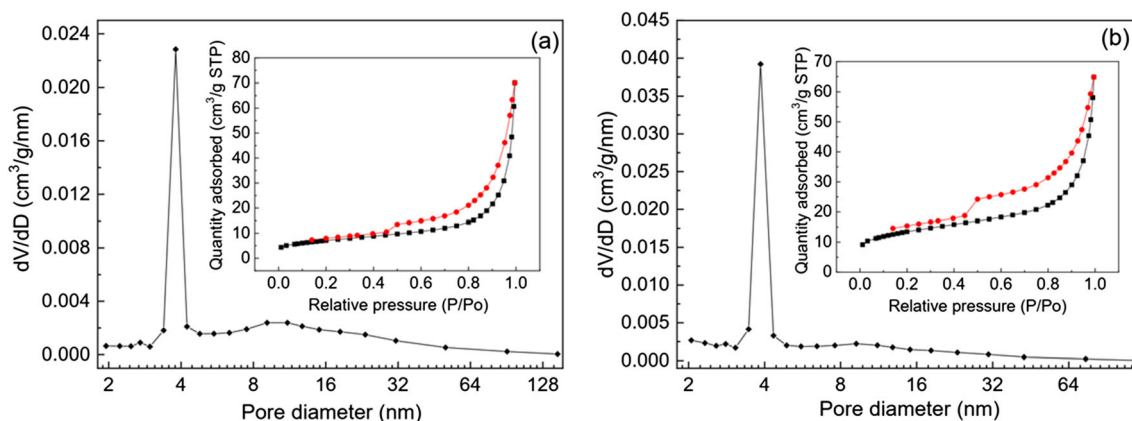 (a)
dV/dD (cm³/g/nm)
0.024
0.020
0.016
0.012
0.008
0.004
0.000
2 4 8 16 32 64 128
Pore diameter (nm)
Quantity adsorbed (cm³/g STP)
80
70
60
50
40
30
20
10
0
0.0 0.2 0.4 0.6 0.8 1.0
Relative pressure (P/Po)
(b)
dV/dD (cm³/g/nm)
0.045
0.040
0.035
0.030
0.025
0.020
0.015
0.010
0.005
0.000
2 4 8 16 32 64
Pore diameter (nm)
Quantity adsorbed (cm³/g STP)
70
60
50
40
30
20
10
0
0.0 0.2 0.4 0.6 0.8 1.0
Relative pressure (P/Po)